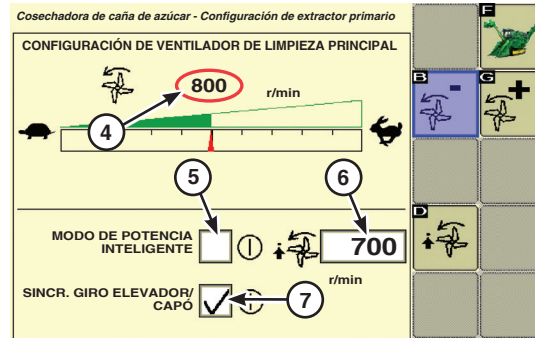 Cosechadora de caña de azúcar - Configuración de extractor primario
CONFIGURACIÓN DE VENTILADOR DE LIMPIEZA PRINCIPAL
800
r/min
4
5
6
MODO DE POTENCIA
INTELIGENTE
700
r/min
SINCR. GIRO ELEVADOR/
CAPÓ
7
F
B
-
G
+
D